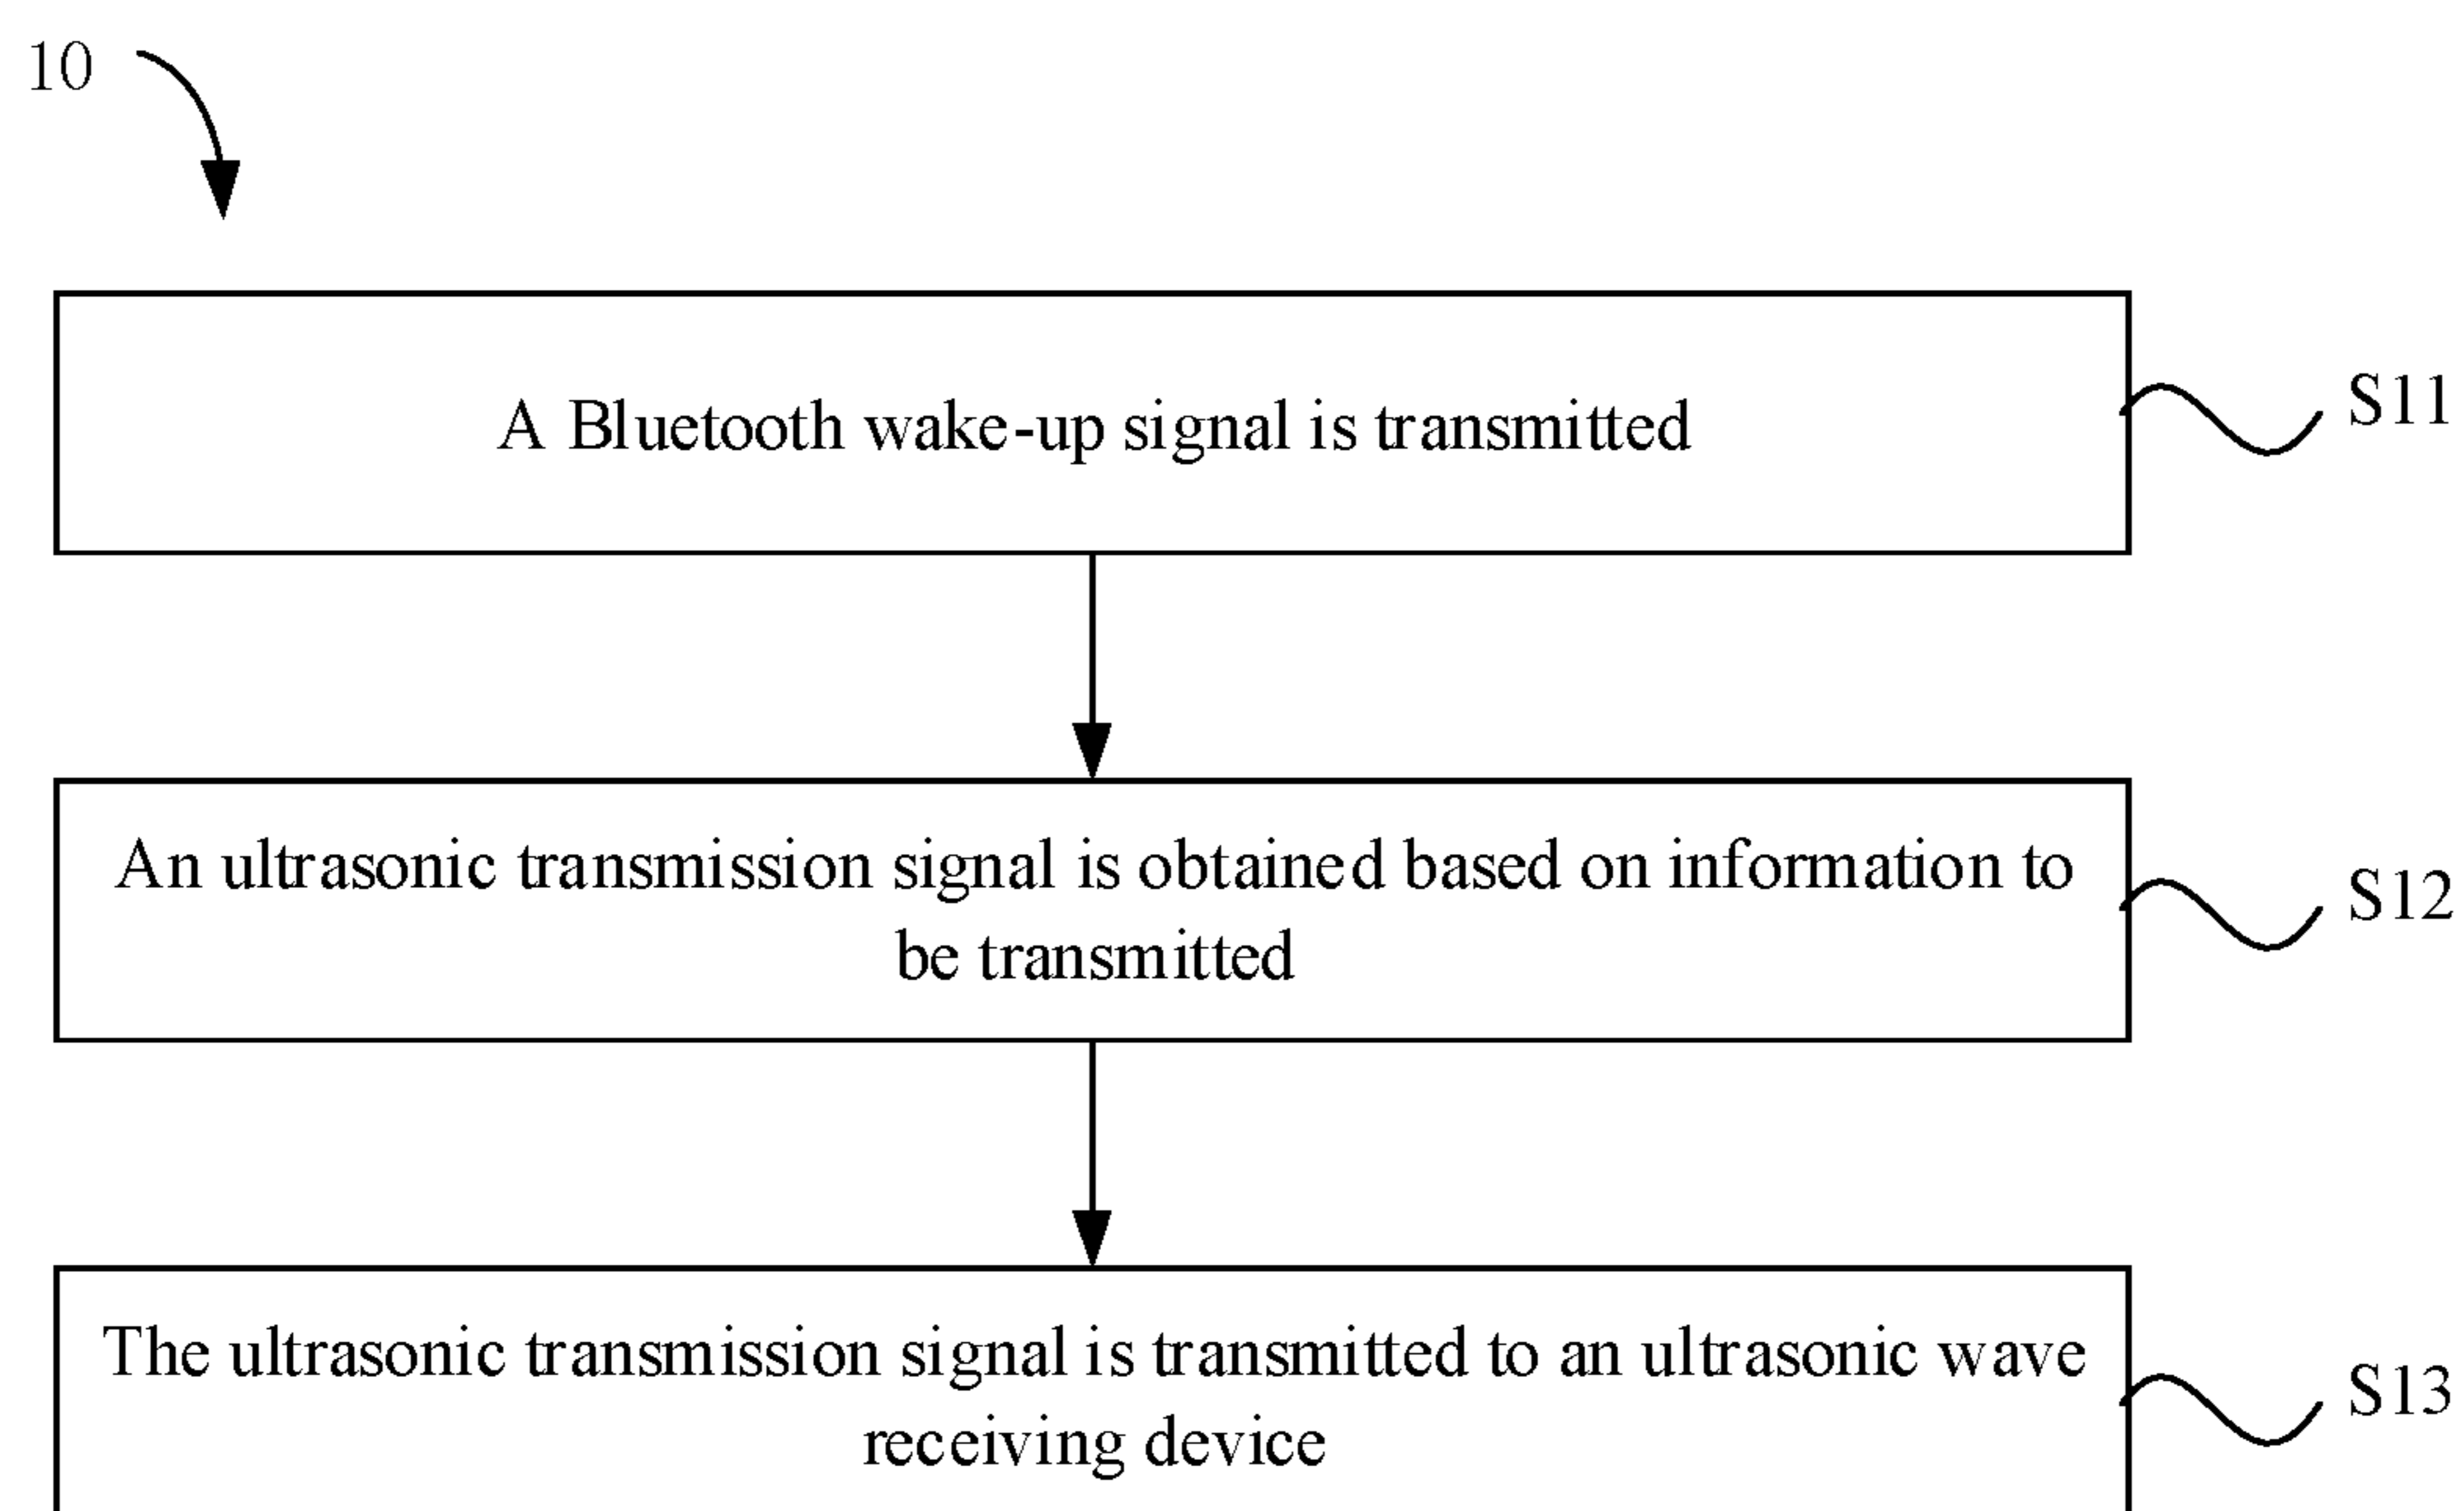 10
A Bluetooth wake-up signal is transmitted
S11
An ultrasonic transmission signal is obtained based on information to
be transmitted
S12
The ultrasonic transmission signal is transmitted to an ultrasonic wave
receiving device
S13